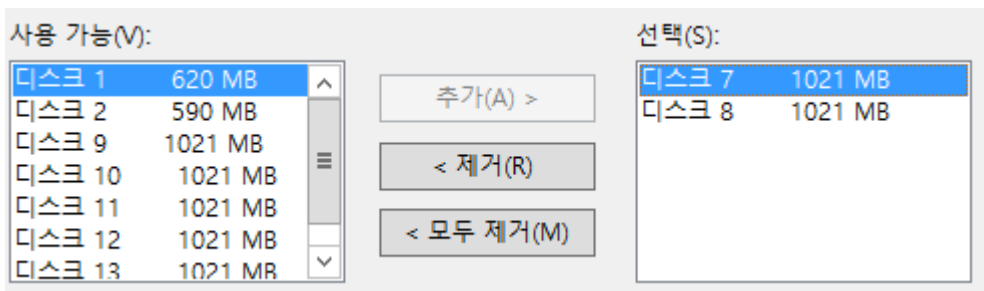 사용 가능(V):
디스크 1 620 MB
디스크 2 590 MB
디스크 9 1021 MB
디스크 10 1021 MB
디스크 11 1021 MB
디스크 12 1021 MB
디스크 13 1021 MB
추가(A) >
< 제거(R)
< 모두 제거(M)
선택(S):
디스크 7 1021 MB
디스크 8 1021 MB